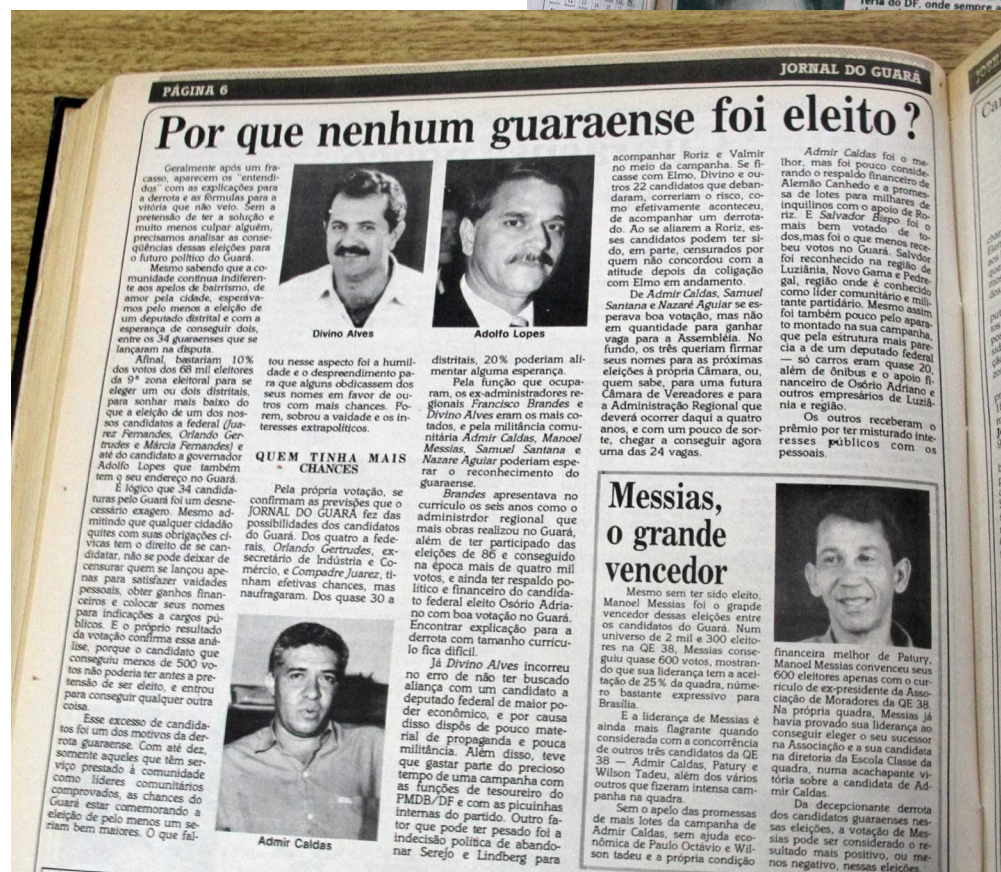 feria do DF, onde sempre a
PÁGINA 6
JORNAL DO GUARÁ
Por que nenhum guaraense foi eleito?
Geralmente após um fra-
casso, aparecem os "entendi-
dos" com as explicações para
a derrota e as fórmulas para a
vitória que não veio. Sem a
pretensão de ter a solução e
muito menos culpar alguém,
precisamos analisar as conse-
qüências dessas eleições para
o futuro político do Guará.
Mesmo sabendo que a co-
munidade continua indiferen-
te aos apelos de bairrismo, de
amor pela cidade, esperáva-
mos pelo menos a eleição de
um deputado distrital e com a
esperança de conseguir dois,
entre os 34 guaraenses que se
lançaram na disputa.
Afinal, bastariam 10%
dos votos dos 68 mil eleitores
da 9ª zona eleitoral para se
eleger um ou dois distritais,
para sonhar mais baixo do
que a eleição de um dos nos-
sos candidatos a federal (Jua-
rez Fernandes, Orlando Ger-
trudes e Márcia Fernandes) e
até do candidato a governador
Adolfo Lopes que também
tem o seu endereço no Guará.
É lógico que 34 candida-
turas pelo Guará foi um desne-
cessário exagero. Mesmo ad-
mitindo que qualquer cidadão
quites com suas obrigações cí-
vicas tem o direito de se can-
didatar, não se pode deixar de
censurar quem se lançou ape-
nas para satisfazer vaidades
pessoais, obter ganhos finan-
ceiros e colocar seus nomes
para indicações a cargos pú-
blicos. E o próprio resultado
da votação confirma essa aná-
lise, porque o candidato que
conseguiu menos de 500 vo-
tos não poderia ter antes a pre-
tensão de ser eleito, e entrou
para conseguir qualquer outra
coisa.
Esse excesso de candida-
tos foi um dos motivos da der-
rota guaraense. Com até dez,
somente aqueles que têm ser-
viço prestado à comunidade
como líderes comunitários
comprovados, as chances do
Guará estar comemorando a
eleição de pelo menos um se-
riam bem maiores. O que fal-
Divino Alves
Adolfo Lopes
tou nesse aspecto foi a humil-
dade e o despreendimento pa-
ra que alguns obdicassem dos
seus nomes em favor de ou-
tros com mais chances. Po-
rem, sobrou a vaidade e os in-
teresses extrapolíticos.
QUEM TINHA MAIS
CHANCES
Pela própria votação, se
confirmam as previsões que o
JORNAL DO GUARÁ fez das
possibilidades dos candidatos
do Guará. Dos quatro a fede-
rais, Orlando Gertrudes, ex-
secretário de Indústria e Co-
mércio, e Compadre Juarez, ti-
nham efetivas chances, mas
naufragaram. Dos quase 30 a
Admir Caldas
distritais, 20% poderiam ali-
mentar alguma esperança.
Pela função que ocupa-
ram, os ex-administradores re-
gionais Francisco Brandes e
Divino Alves eram os mais co-
tados, e pela militância comu-
nitária Admir Caldas, Manoel
Messias, Samuel Santana e
Nazare Aguiar poderiam espe-
rar o reconhecimento do
guaraense.
Brandes apresentava no
currículo os seis anos como o
administrdor regional que
mais obras realizou no Guará,
além de ter participado das
eleições de 86 e conseguido
na época mais de quatro mil
votos, e ainda ter respaldo po-
lítico e financeiro do candida-
to federal eleito Osório Adria-
no com boa votação no Guará.
Encontrar explicação para a
derrota com tamanho currícu-
lo fica difícil.
Já Divino Alves incorreu
no erro de não ter buscado
aliança com um candidato a
deputado federal de maior po-
der econômico, e por causa
disso dispôs de pouco mate-
rial de propaganda e pouca
militância. Além disso, teve
que gastar parte do precioso
tempo de uma campanha com
as funções de tesoureiro do
PMDB/DF e com as picuinhas
internas do partido. Outro fa-
tor que pode ter pesado foi a
indecisão política de abando-
nar Serejo e Lindberg para
acompanhar Roriz e Valmir
no meio da campanha. Se fi-
casse com Elmo, Divino e ou-
tros 22 candidatos que deban-
daram, correriam o risco, co-
mo efetivamente aconteceu,
de acompanhar um derrota-
do. Ao se aliarem a Roriz, es-
ses candidatos podem ter si-
do, em parte, censurados por
quem não concordou com a
atitude depois da coligação
com Elmo em andamento.
De Admir Caldas, Samuel
Santana e Nazaré Aguiar se es-
perava boa votação, mas não
em quantidade para ganhar
vaga para a Assembléia. No
fundo, os três queriam firmar
seus nomes para as próximas
eleições à própria Câmara, ou,
quem sabe, para uma futura
Câmara de Vereadores e para
a Administração Regional que
deverá ocorrer daqui a quatro
anos, e com um pouco de sor-
te, chegar a conseguir agora
uma das 24 vagas.
Admir Caldas foi o me-
lhor, mas foi pouco conside-
rando o respaldo financeiro de
Alemão Canhedo e a promes-
sa de lotes para milhares de
inquilinos com o apoio de Ro-
riz. E Salvador Bispo foi o
mais bem votado de to-
dos,mas foi o que menos rece-
beu votos no Guará. Salvdor
foi reconhecido na região de
Luziânia, Novo Gama e Pedre-
gal, região onde é conhecido
como líder comunitário e mili-
tante partidário. Mesmo assim
foi também pouco pelo apara-
to montado na sua campanha,
que pela estrutura mais pare-
cia a de um deputado federal
— só carros eram quase 20,
além de ônibus e o apoio fi-
nanceiro de Osório Adriano e
outros empresários de Luziâ-
nia e região.
Os outros receberam o
prêmio por ter misturado inte-
resses públicos com os
pessoais.
Messias,
o grande
vencedor
Mesmo sem ter sido eleito,
Manoel Messias foi o grande
vencedor dessas eleições entre
os candidatos do Guará. Num
universo de 2 mil e 300 eleito-
res na QE 38, Messias conse-
guiu quase 600 votos, mostran-
do que sua liderança tem a acei-
tação de 25% da quadra, núme-
ro bastante expressivo para
Brasília.
E a liderança de Messias é
ainda mais flagrante quando
considerada com a concorrência
de outros três candidatos da QE
38 — Admir Caldas, Patury e
Wilson Tadeu, além dos vários
outros que fizeram intensa cam-
panha na quadra.
Sem o apelo das promessas
de mais lotes da campanha de
Admir Caldas, sem ajuda eco-
nômica de Paulo Octávio e Wil-
son tadeu e a própria condição
financeira melhor de Patury,
Manoel Messias convenceu seus
600 eleitores apenas com o cur-
rículo de ex-presidente da Asso-
ciação de Moradores da QE 38.
Na própria quadra, Messias já
havia provado sua liderança ao
conseguir eleger o seu sucessor
na Associação e a sua candidata
na diretoria da Escola Classe da
quadra, numa acachapante vi-
tória sobre a candidata de Ad-
mir Caldas.
Da decepcionante derrota
dos candidatos guaraenses nes-
sas eleições, a votação de Mes-
sias pode ser considerado o re-
sultado mais positivo, ou me-
nos negativo, nessas eleições.